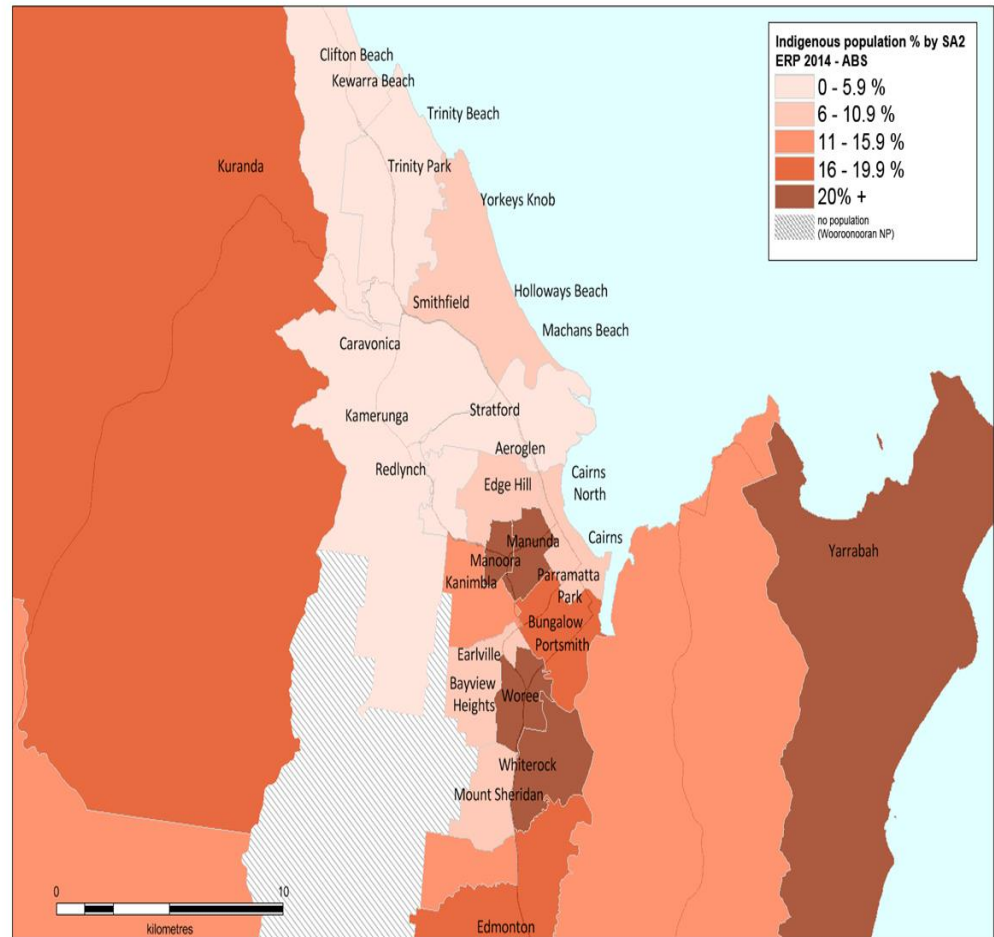 Indigenous population % by SA2
ERP 2014 - ABS
0 - 5.9 %
6 - 10.9 %
11 - 15.9 %
16 - 19.9 %
20% +
no population
(Wooroonooran NP)
Clifton Beach
Kewarra Beach
Trinity Beach
Kuranda
Trinity Park
Yorkeys Knob
Holloways Beach
Smithfield
Machans Beach
Caravonica
Kamerunga
Stratford
Aeroglen
Redlynch
Edge Hill
Cairns
North
Manunda
Cairns
Yarrabah
Manoora
Kanimbla
Parramatta
Park
Bungalow
Portsmith
Earlville
Bayview
Heights
Woree
Whiterock
Mount Sheridan
Edmonton
0 10
kilometres